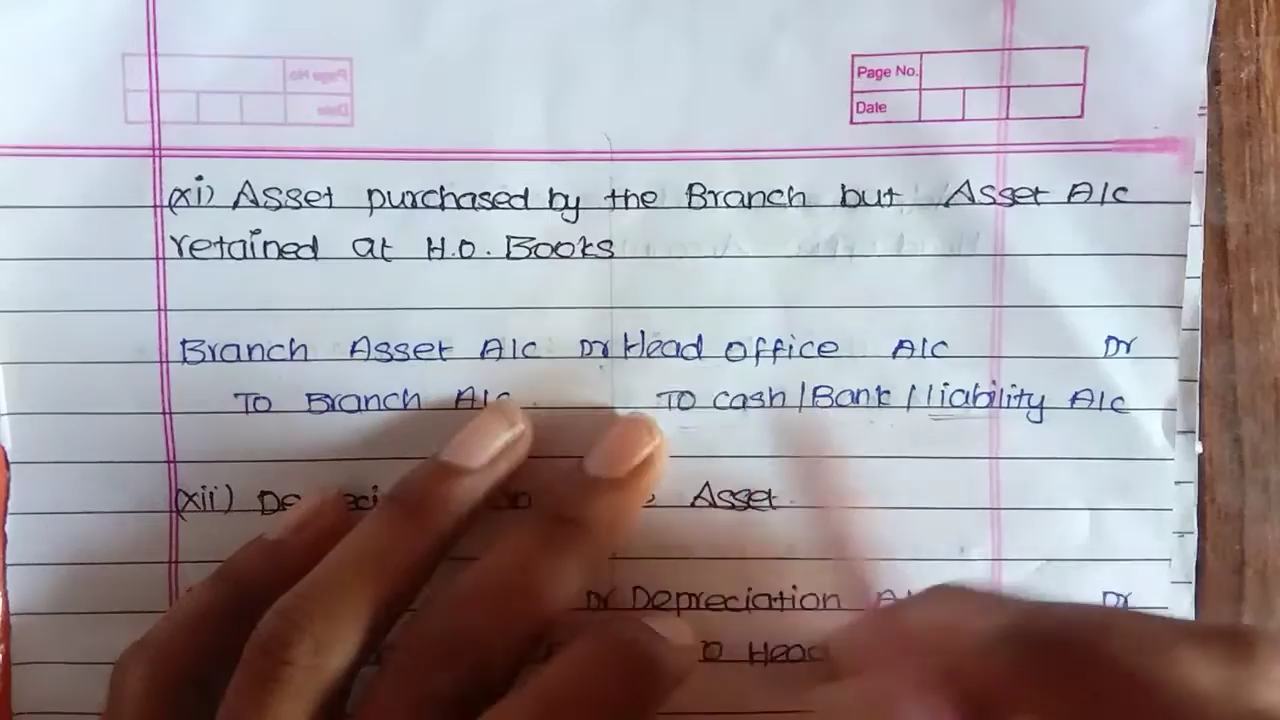 Page No.
Date
(xi) Asset purchased by the Branch but Asset A/c
retained at H.O. Books
Branch Asset A/c Dr Head office A/c Dr
To Branch A/c To cash/Bank/liability A/c
(xii) Asset
Dr Depreciation Dr
Head